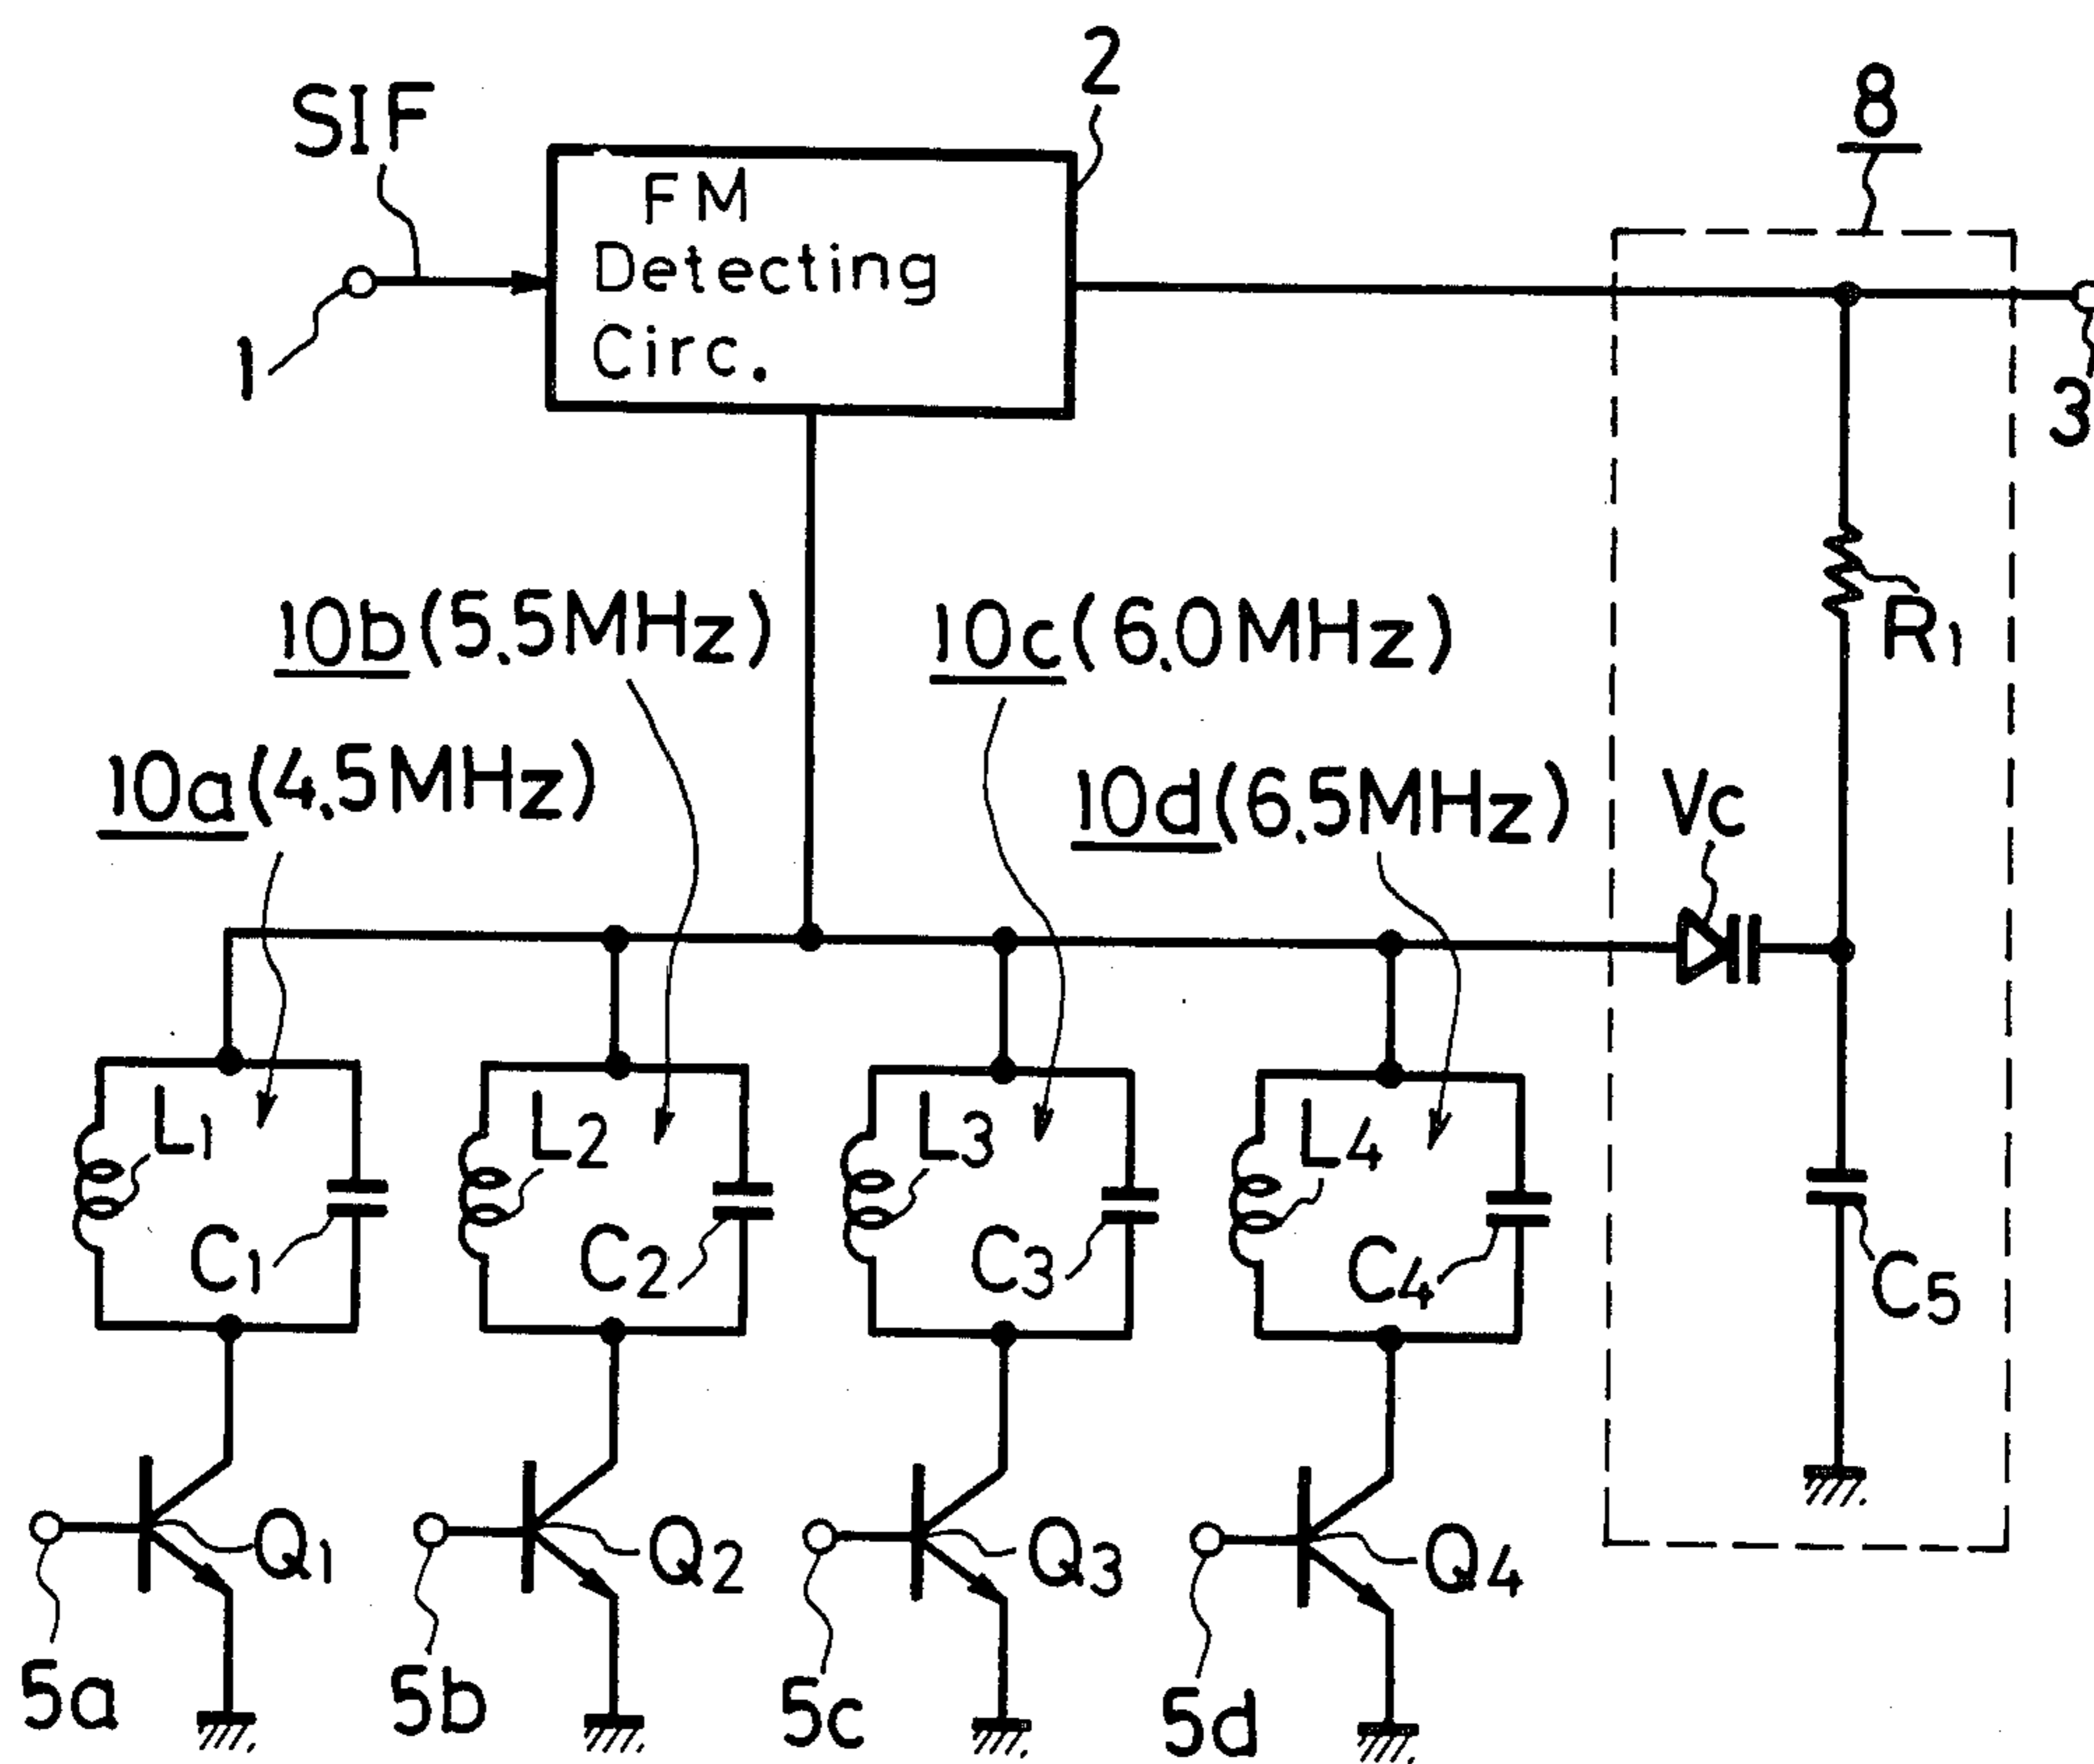 2
SIF
8
FM
Detecting
Circ.
1
3
10b(5.5MHz)
10c(6.0MHz)
R1
10a(4.5MHz)
10d(6.5MHz)
Vc
L1
L2
L3
L4
C1
C2
C3
C4
C5
Q1
Q2
Q3
Q4
5a
5b
5c
5d